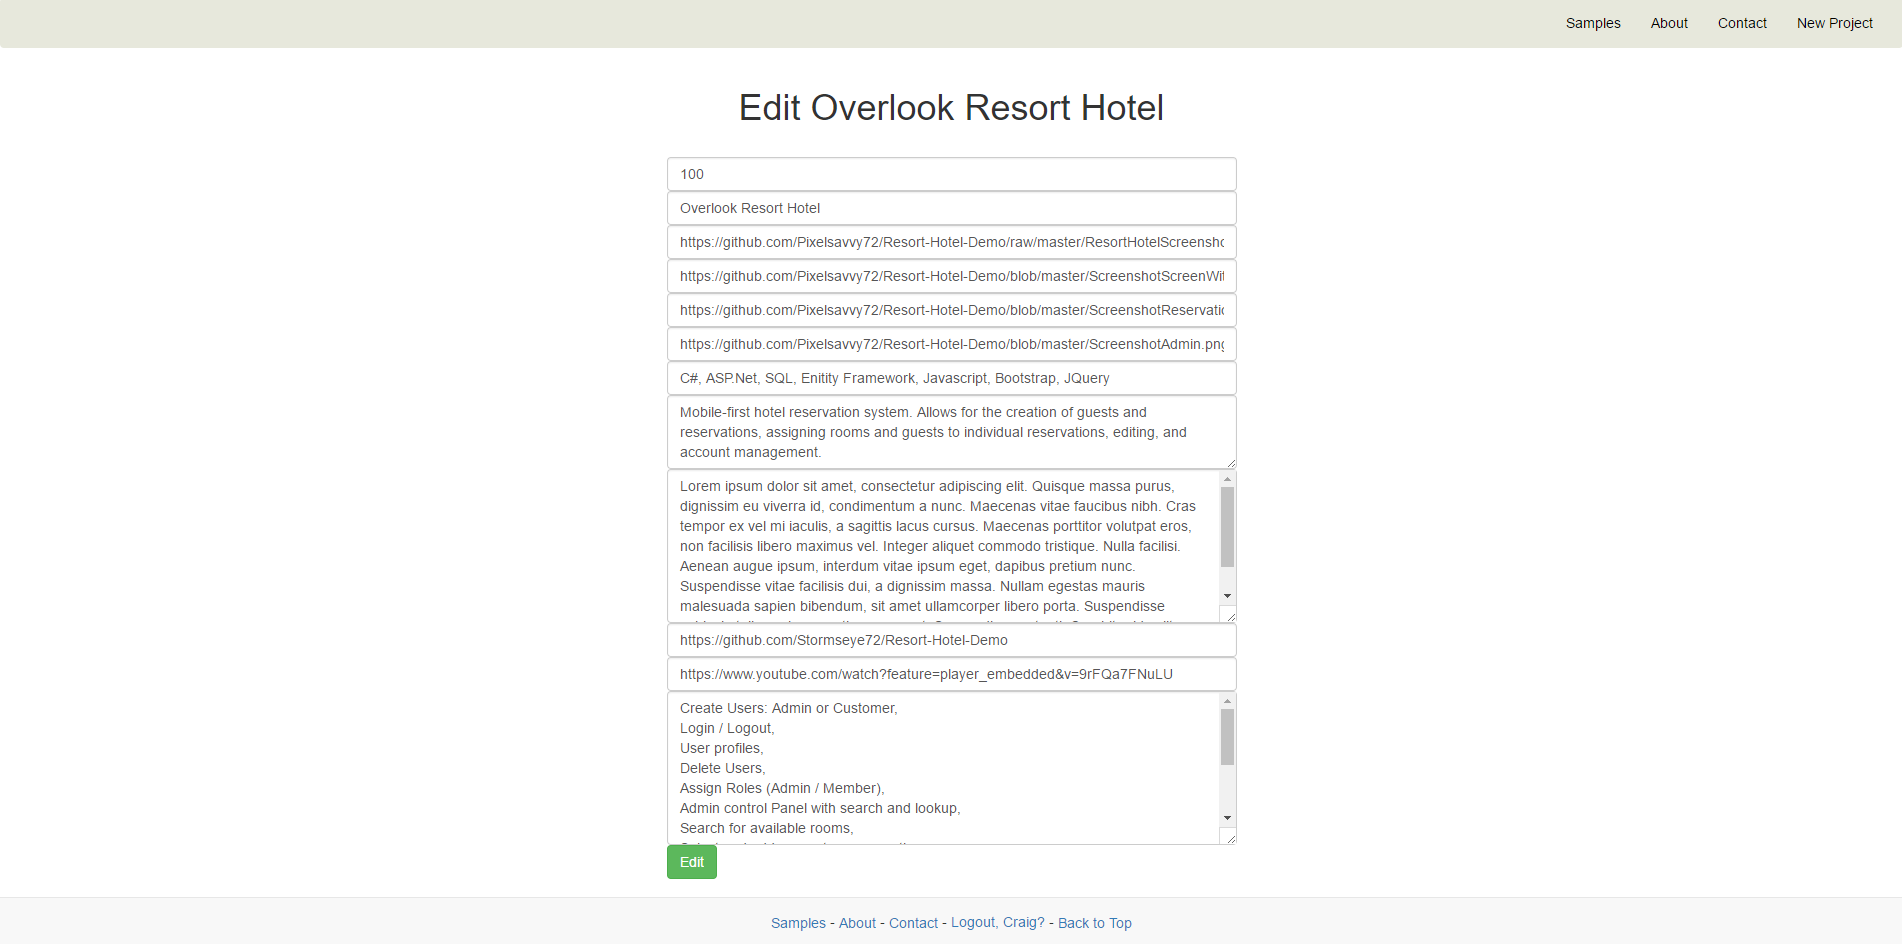 Samples About Contact New Project
Edit Overlook Resort Hotel
100
Overlook Resort Hotel
https://github.com/Pixelsavvy72/Resort-Hotel-Demo/raw/master/ResortHotelScreensho
https://github.com/Pixelsavvy72/Resort-Hotel-Demo/blob/master/ScreenshotScreenWit
https://github.com/Pixelsavvy72/Resort-Hotel-Demo/blob/master/ScreenshotReservatio
https://github.com/Pixelsavvy72/Resort-Hotel-Demo/blob/master/ScreenshotAdmin.png
C#, ASP.Net, SQL, Enitity Framework, Javascript, Bootstrap, JQuery
Mobile-first hotel reservation system. Allows for the creation of guests and
reservations, assigning rooms and guests to individual reservations, editing, and
account management.
Lorem ipsum dolor sit amet, consectetur adipiscing elit. Quisque massa purus,
dignissim eu viverra id, condimentum a nunc. Maecenas vitae faucibus nibh. Cras
tempor ex vel mi iaculis, a sagittis lacus cursus. Maecenas porttitor volutpat eros,
non facilisis libero maximus vel. Integer aliquet commodo tristique. Nulla facilisi.
Aenean augue ipsum, interdum vitae ipsum eget, dapibus pretium nunc.
Suspendisse vitae facilisis dui, a dignissim massa. Nullam egestas mauris
malesuada sapien bibendum, sit amet ullamcorper libero porta. Suspendisse
https://github.com/Stormseye72/Resort-Hotel-Demo
https://www.youtube.com/watch?feature=player_embedded&v=9rFQa7FNuLU
Create Users: Admin or Customer,
Login / Logout,
User profiles,
Delete Users,
Assign Roles (Admin / Member),
Admin control Panel with search and lookup,
Search for available rooms,
Edit
Samples - About - Contact - Logout, Craig? - Back to Top